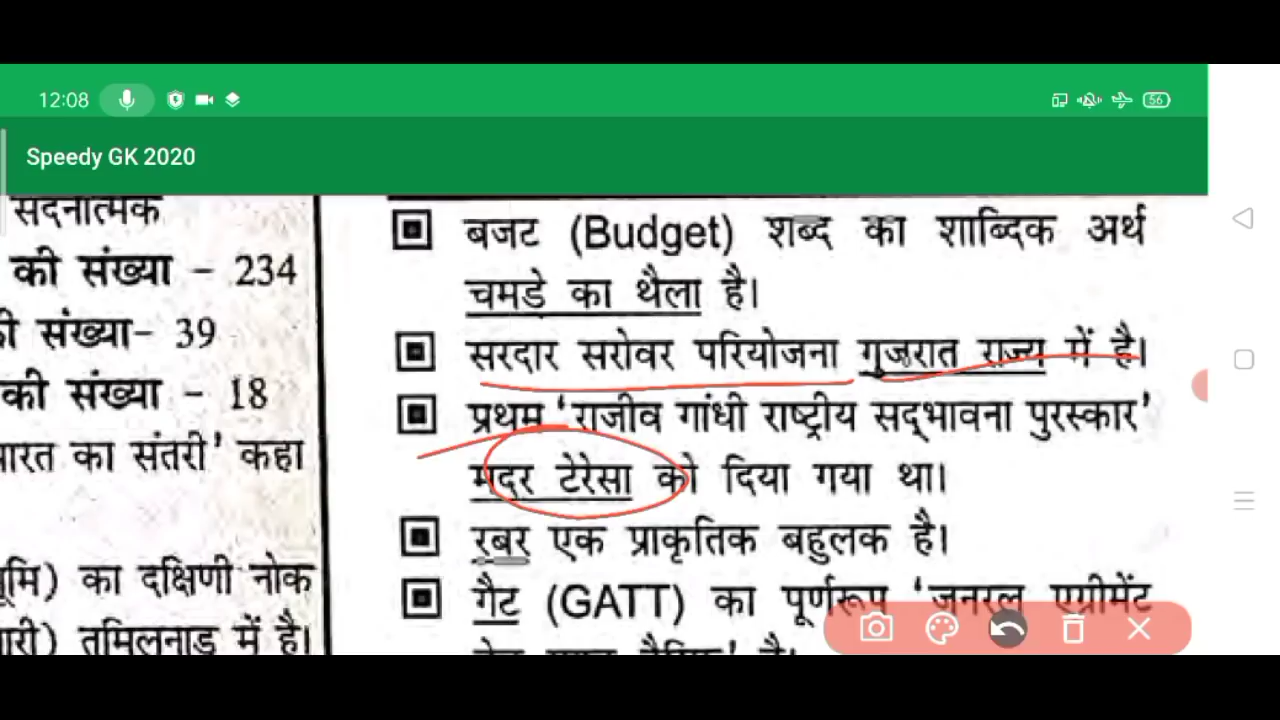 12:08
56
Speedy GK 2020
सदनात्मक
की संख्या - 234
संख्या- 39
की संख्या - 18
का संतरी' कहा
का दक्षिणी नोक
तमिलनाडु में है।
बजट (Budget) शब्द का शाब्दिक अर्थ
चमड़े का थैला है।
सरदार सरोवर परियोजना गुजरात राज्य में है।
प्रथम 'राजीव गांधी राष्ट्रीय सद्भावना पुरस्कार'
मदर टेरेसा को दिया गया था।
रबर एक प्राकृतिक बहुलक है।
गैट (GATT) का पूर्णरूप 'जनरल एग्रीमेंट